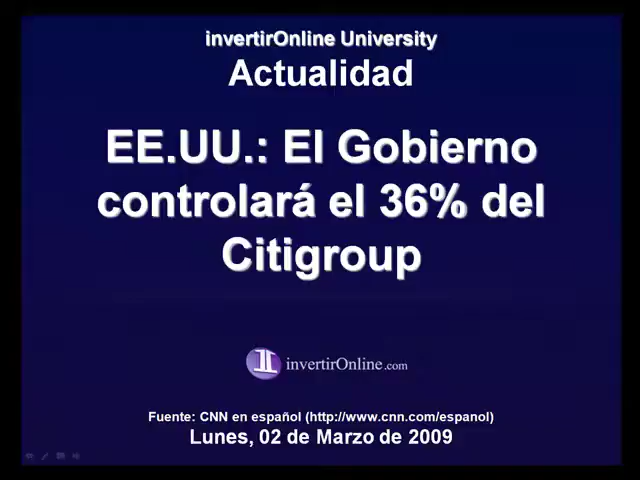 invertirOnline University
Actualidad
EE.UU.: El Gobierno
controlará el 36% del
Citigroup
invertirOnline.com
Fuente: CNN en español (http://www.cnn.com/espanol)
Lunes, 02 de Marzo de 2009